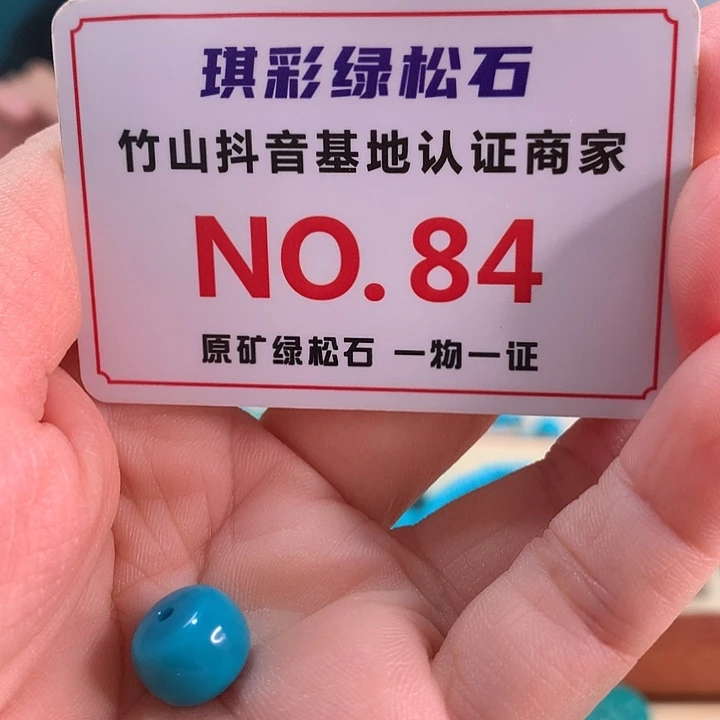 琪彩绿松石
竹山抖音基地认证商家
NO.84
原矿绿松石 一物一证